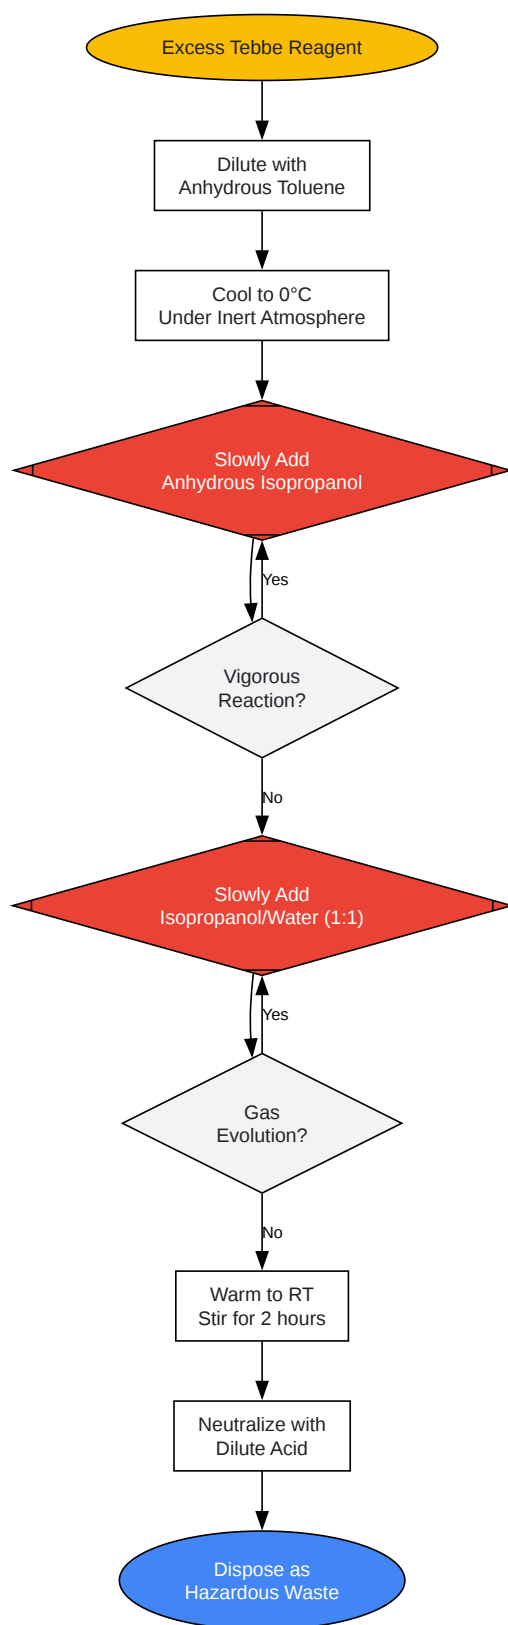 Excess Tebbe Reagent
Dilute with
Anhydrous Toluene
Cool to 0°C
Under Inert Atmosphere
Slowly Add
Anhydrous Isopropanol
Yes
Vigorous
Reaction?
No
Slowly Add
Isopropanol/Water (1:1)
Yes
Gas
Evolution?
No
Warm to RT
Stir for 2 hours
Neutralize with
Dilute Acid
Dispose as
Hazardous Waste